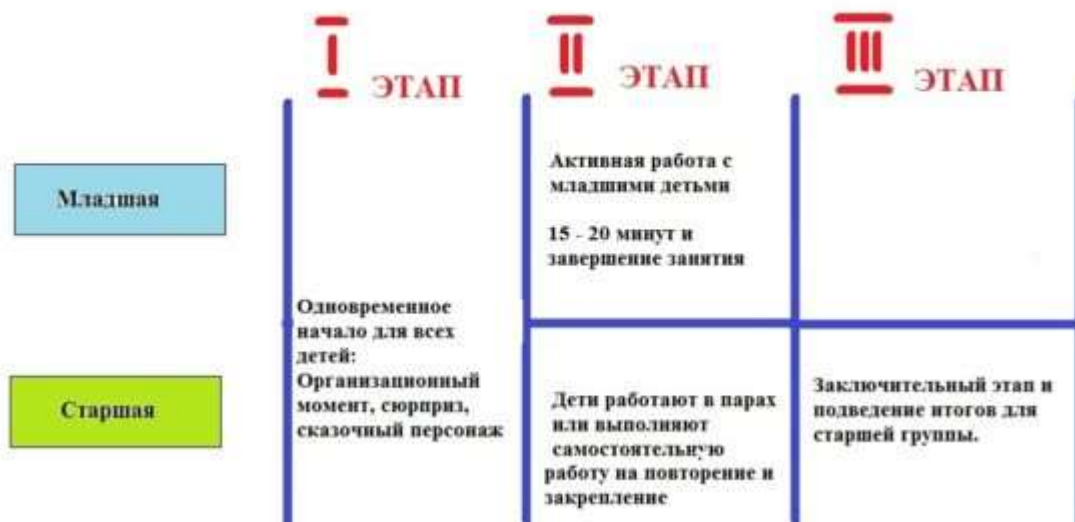 I ЭТАП
II ЭТАП
III ЭТАП
Младшая
Активная работа с
младшими детьми
15 - 20 минут и
завершение занятия
Одновременное
начало для всех
детей:
Организационный
момент, сюрприз,
сказочный персонаж
Старшая
Дети работают в парах
или выполняют
самостоятельную
работу на повторение и
закрепление
Заключительный этап и
подведение итогов для
старшей группы.